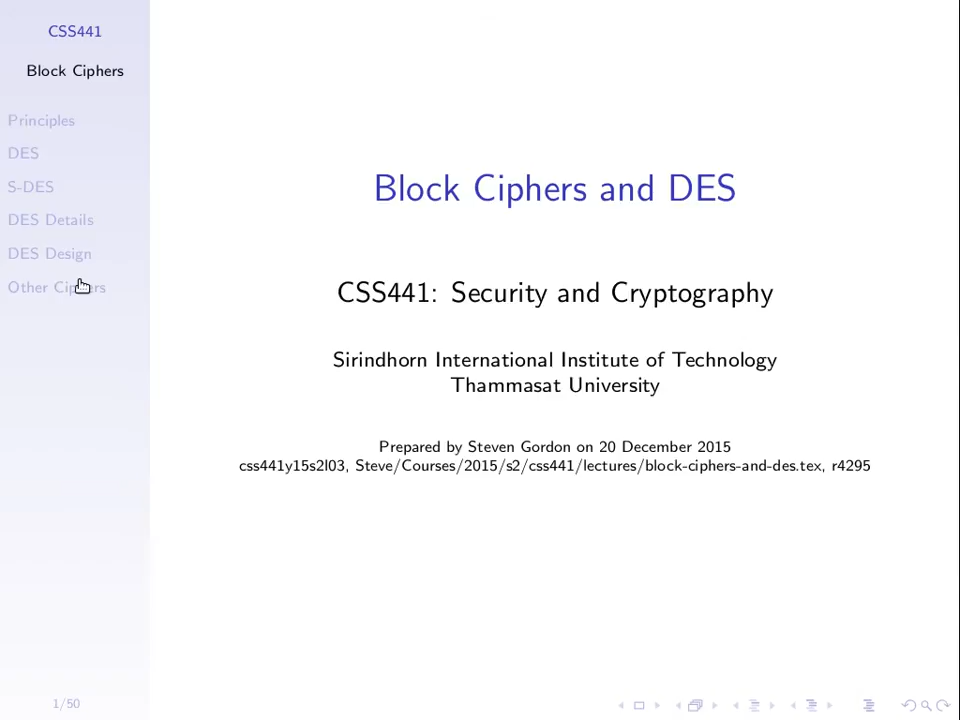 CSS441
Block Ciphers
Principles
DES
S-DES
DES Details
DES Design
Other Ciphers
1/50
Block Ciphers and DES
CSS441: Security and Cryptography
Sirindhorn International Institute of Technology
Thammasat University
Prepared by Steven Gordon on 20 December 2015
css441y15s2l03, Steve/Courses/2015/s2/css441/lectures/block-ciphers-and-des.tex, r4295